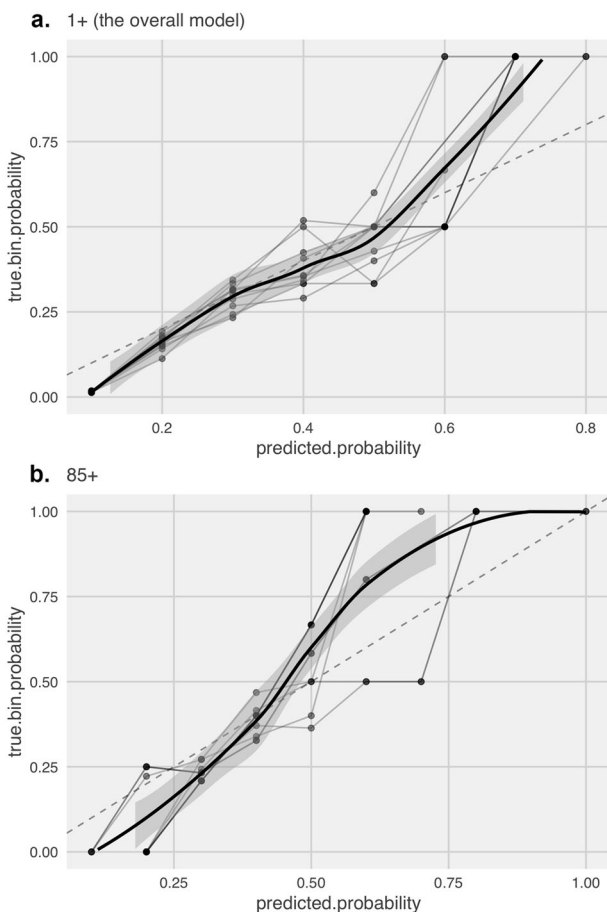 a. 1+ (the overall model)
1.00
0.75
0.50
0.25
0.00
true.bin.probability
0.2 0.4 0.6 0.8
predicted.probability
b. 85+
1.00
0.75
0.50
0.25
0.00
true.bin.probability
0.25 0.50 0.75 1.00
predicted.probability